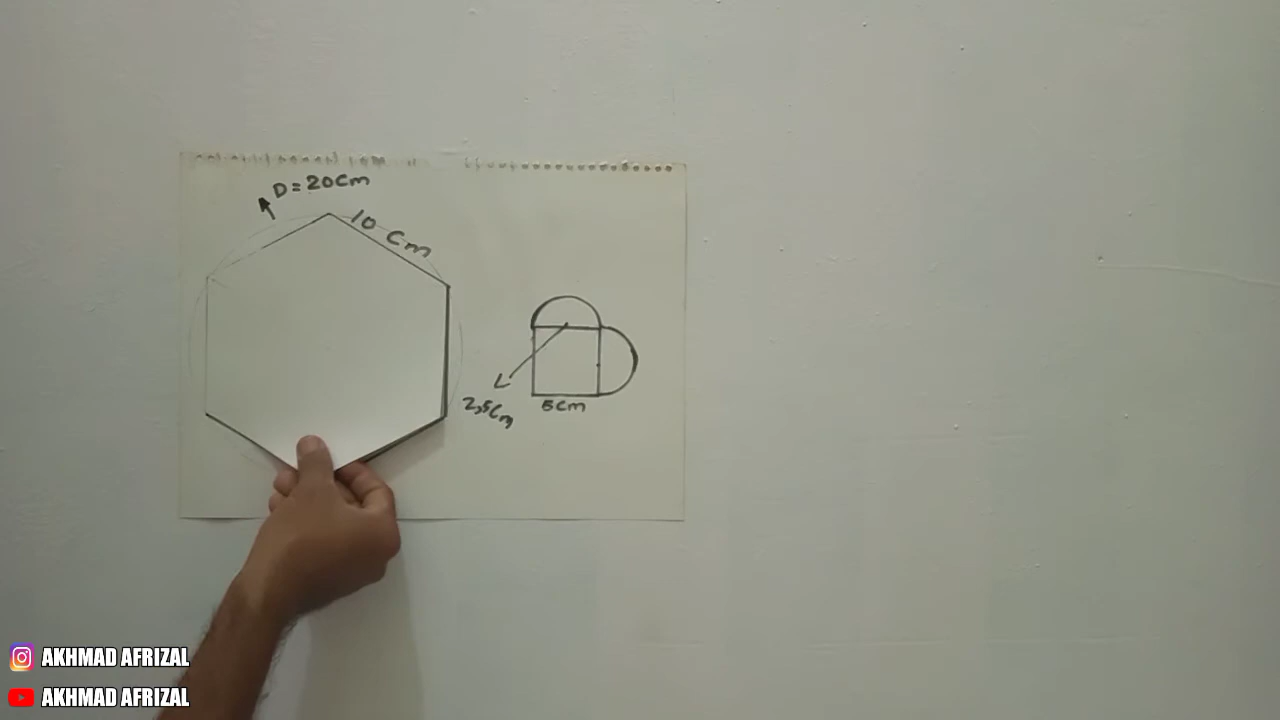 D=20Cm
10 Cm
2,5Cm
5Cm
AKHMAD AFRIZAL
AKHMAD AFRIZAL